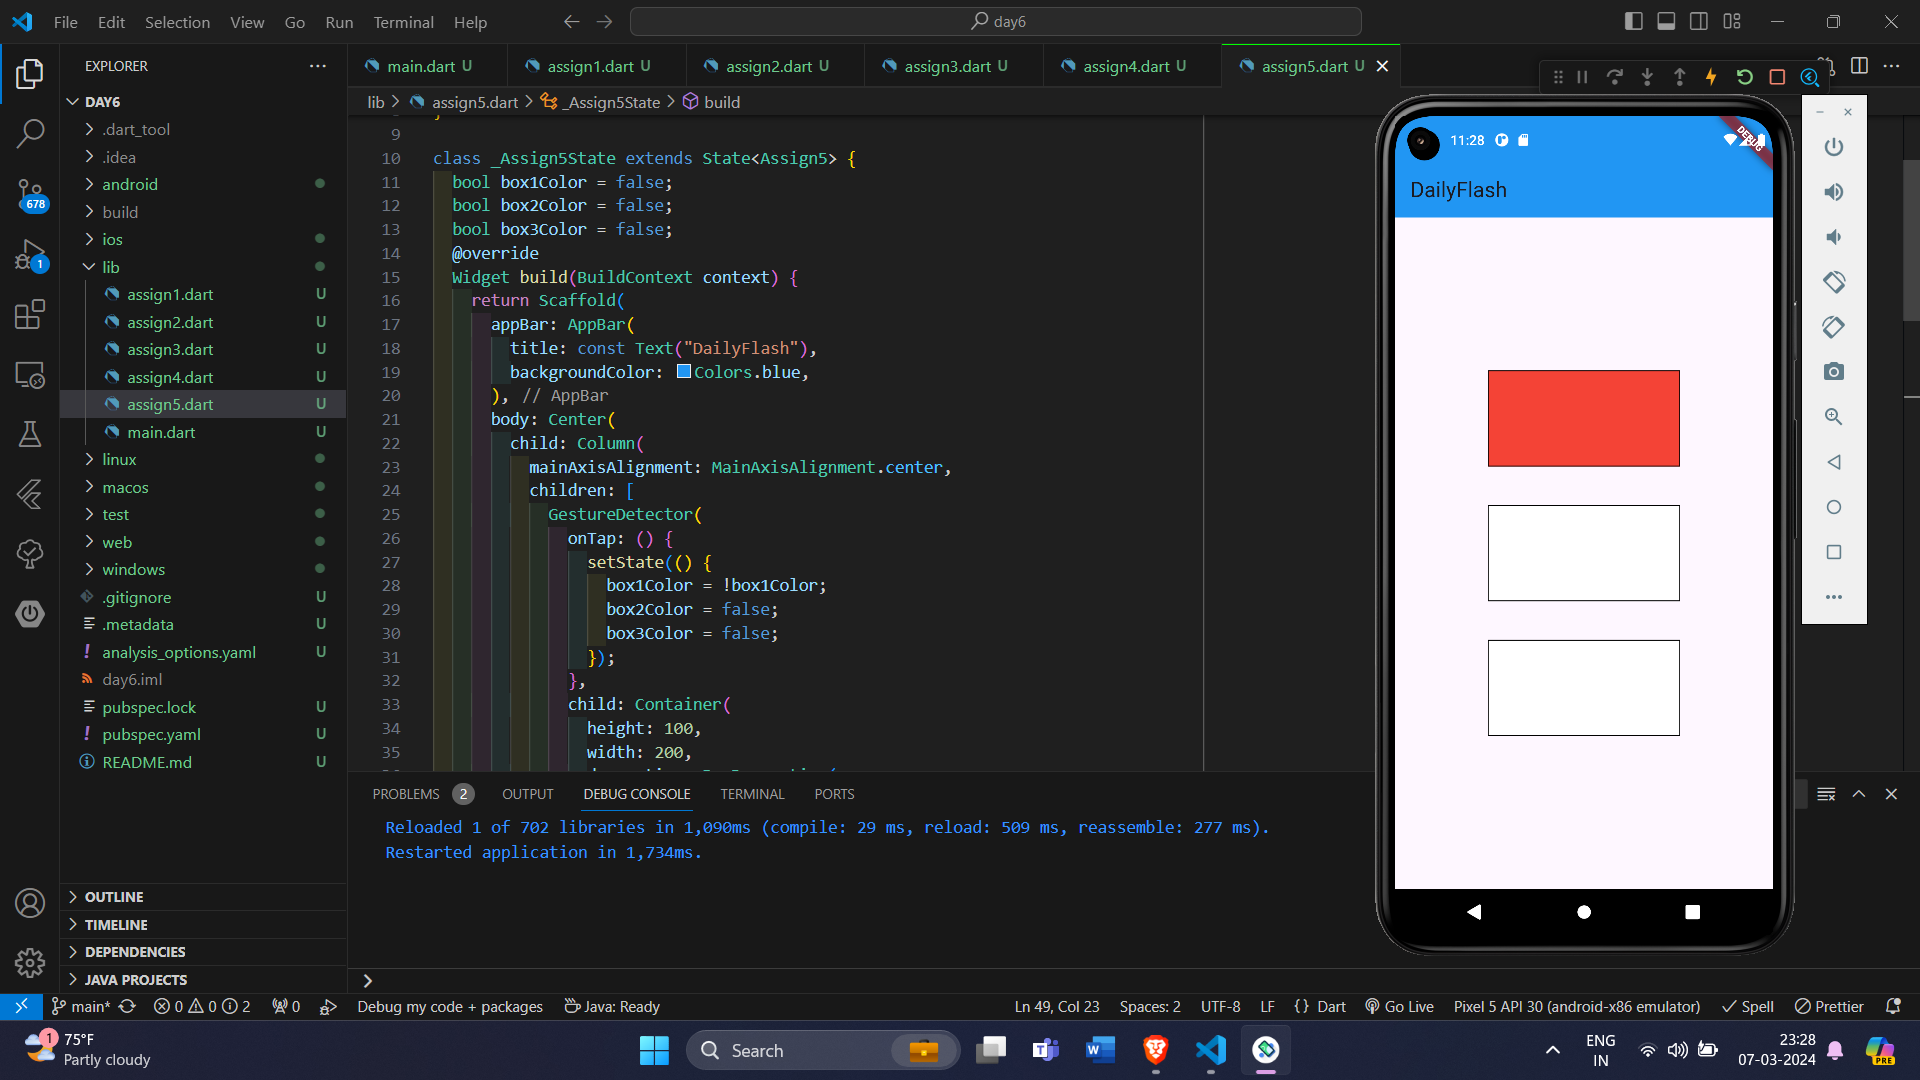 File Edit Selection View Go Run Terminal Help
day6
EXPLORER
DAY6
.dart_tool
.idea
android
build
ios
lib
assign1.dart U
assign2.dart U
assign3.dart U
assign4.dart U
assign5.dart U
main.dart U
linux
macos
test
web
windows
.gitignore U
.metadata U
analysis_options.yaml U
day6.iml
pubspec.lock U
pubspec.yaml U
README.md U
OUTLINE
TIMELINE
DEPENDENCIES
JAVA PROJECTS
678
1
main.dart U assign1.dart U assign2.dart U assign3.dart U assign4.dart U assign5.dart U
lib > assign5.dart > _Assign5State > build
9
10 class _Assign5State extends State<Assign5> {
11 bool box1Color = false;
12 bool box2Color = false;
13 bool box3Color = false;
14 @override
15 Widget build(BuildContext context) {
16 return Scaffold(
17 appBar: AppBar(
18 title: const Text("DailyFlash"),
19 backgroundColor: Colors.blue,
20 ), // AppBar
21 body: Center(
22 child: Column(
23 mainAxisAlignment: MainAxisAlignment.center,
24 children: [
25 GestureDetector(
26 onTap: () {
27 setState(() {
28 box1Color = !box1Color;
29 box2Color = false;
30 box3Color = false;
31 });
32 },
33 child: Container(
34 height: 100,
35 width: 200,
PROBLEMS 2 OUTPUT DEBUG CONSOLE TERMINAL PORTS
Reloaded 1 of 702 libraries in 1,090ms (compile: 29 ms, reload: 509 ms, reassemble: 277 ms).
Restarted application in 1,734ms.
11:28
DEBUG
DailyFlash
main* 0 0 2 0 Debug my code + packages Java: Ready
Ln 49, Col 23 Spaces: 2 UTF-8 LF {} Dart Go Live Pixel 5 API 30 (android-x86 emulator) Spell Prettier
1
75°F
Partly cloudy
Search
PRE
ENG
IN
23:28
07-03-2024